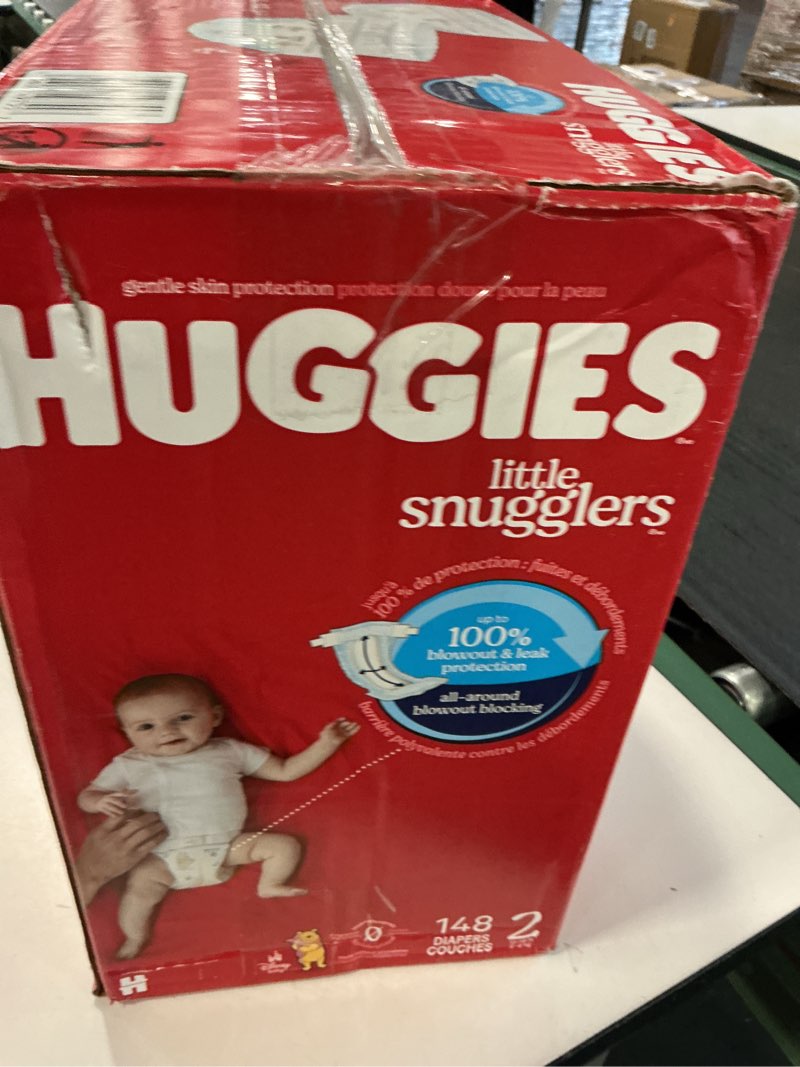 HUGGIES
little
snugglers
gentle skin protection protection douce pour la peau
HUGGIES
little
snugglers
jusqu'à
100 % de protection : fuites et débordements
up to
100%
blowout & leak
protection
all-around
blowout blocking
barrière polyvalente contre les débordements
148
DIAPERS
COUCHES
2
Disney
H